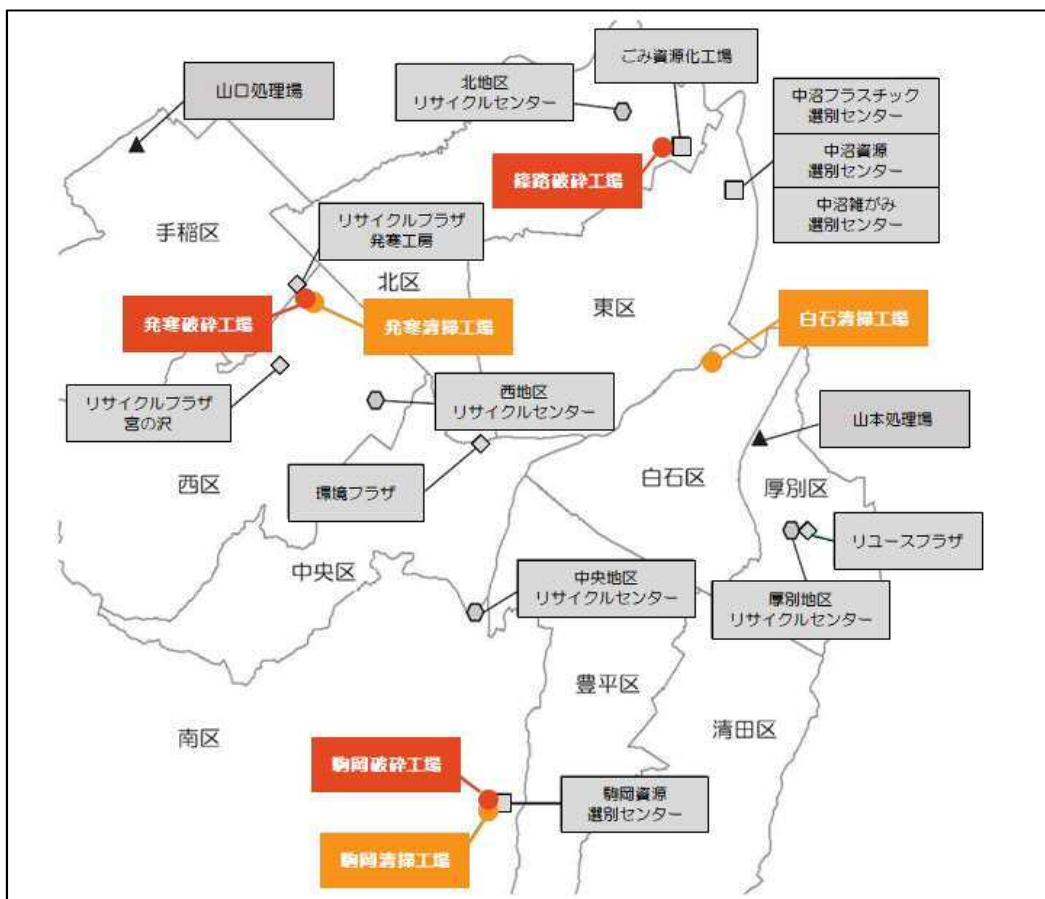 ごみ資源化工場
北地区
リサイクルセンター
山口処理場
中沼プラスチック
選別センター
中沼資源
選別センター
中沼雑がみ
選別センター
篠路破砕工場
手稲区
リサイクルプラザ
発寒工房
北区
東区
発寒破砕工場
発寒清掃工場
白石清掃工場
リサイクルプラザ
宮の沢
西地区
リサイクルセンター
山本処理場
西区
環境プラザ
白石区
厚別区
リユースプラザ
中央区
中央地区
リサイクルセンター
厚別地区
リサイクルセンター
豊平区
南区
清田区
駒岡破砕工場
駒岡資源
選別センター
駒岡清掃工場